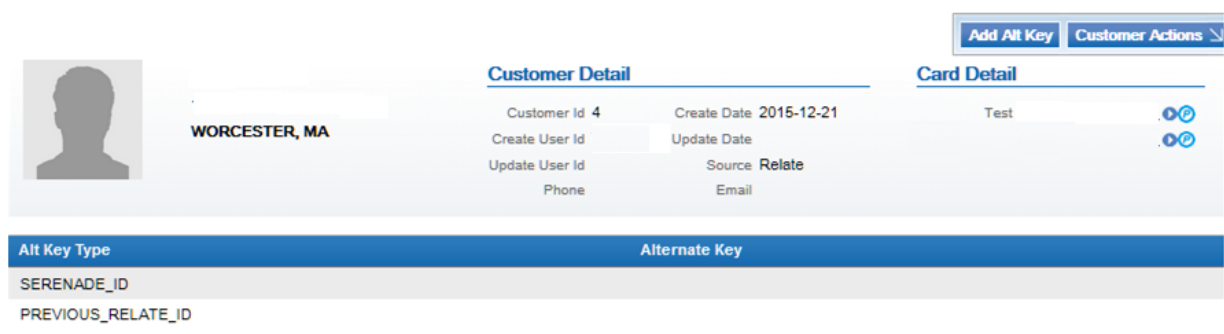 Add Alt Key Customer Actions
Customer Detail
Card Detail
Customer Id 4 Create Date 2015-12-21
Test
WORCESTER, MA
Create User Id Update Date
Update User Id Source Relate
Phone Email
Alt Key Type Alternate Key
SERENADE_ID
PREVIOUS_RELATE_ID